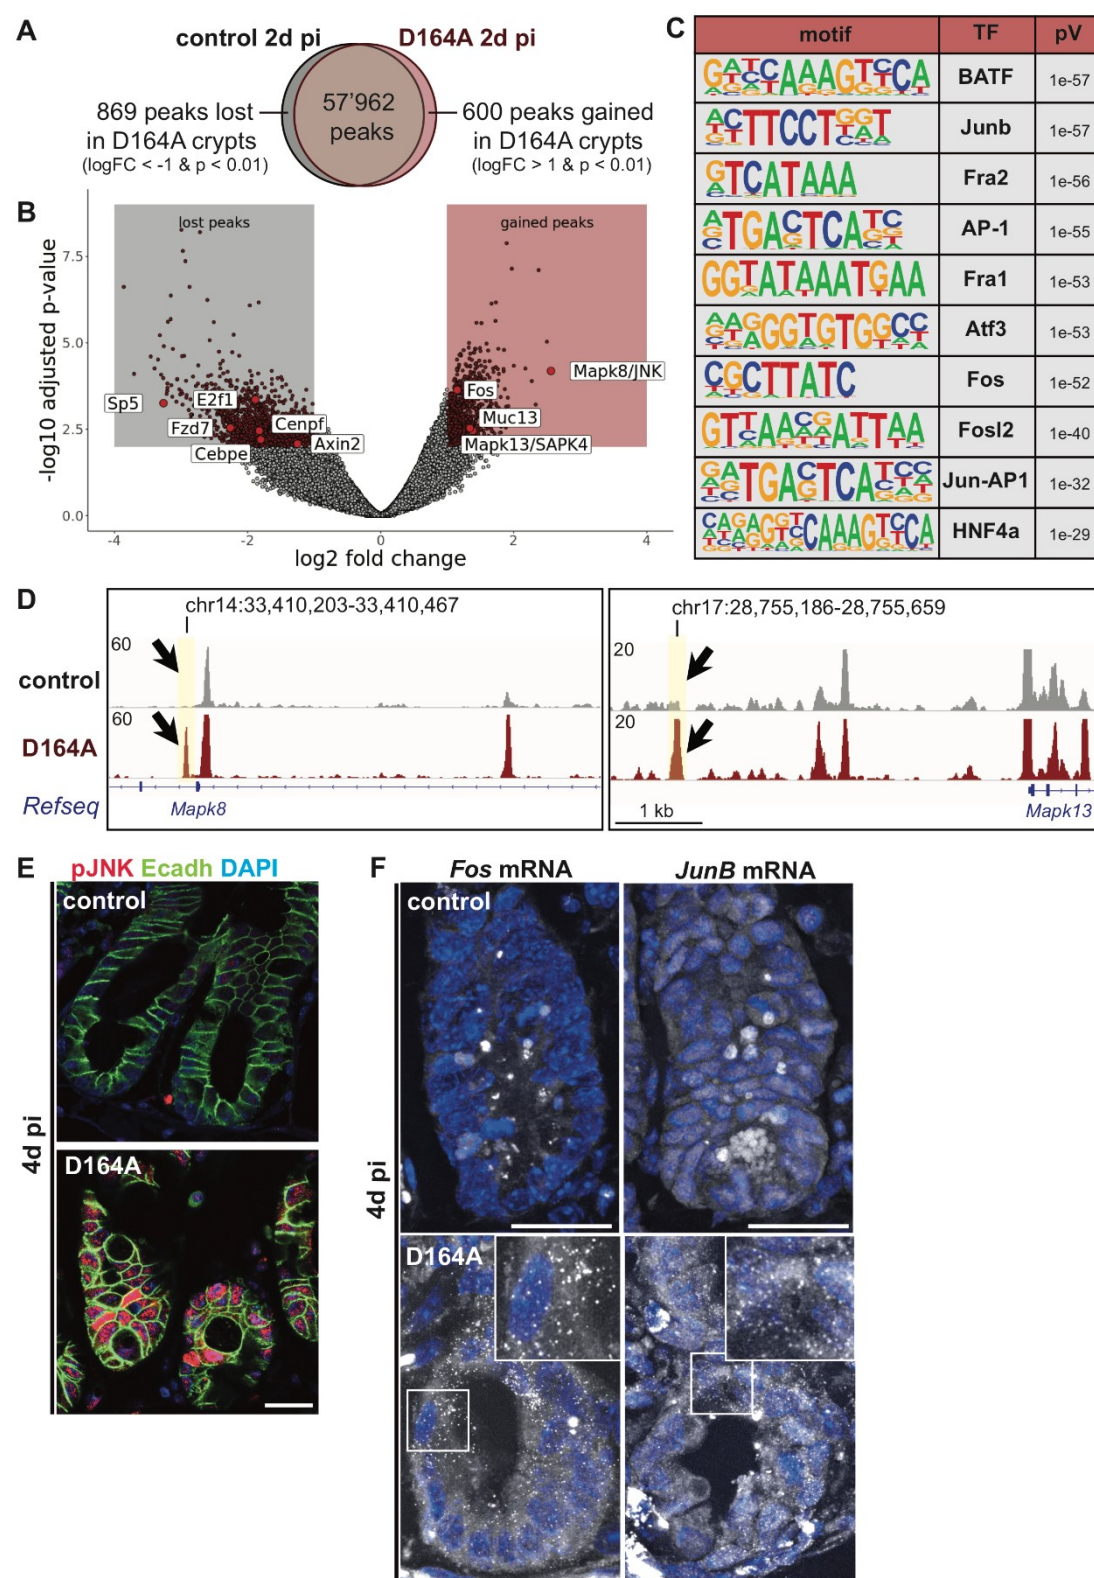 A
control 2d pi
D164A 2d pi
869 peaks lost
in D164A crypts
(logFC < -1 & p < 0.01)
57'962
peaks
600 peaks gained
in D164A crypts
(logFC > 1 & p < 0.01)
B
lost peaks
gained peaks
-log10 adjusted p-value
7.5
5.0
2.5
0.0
Sp5
E2f1
Fzd7
Cenpf
Cebpe
Axin2
Fos
Mapk8/JNK
Muc13
Mapk13/SAPK4
-4
-2
0
2
4
log2 fold change
C
motif TF pV
BATF 1e-57
Junb 1e-57
Fra2 1e-56
AP-1 1e-55
Fra1 1e-53
Atf3 1e-53
Fos 1e-52
Fosl2 1e-40
Jun-AP1 1e-32
HNF4a 1e-29
D
chr14:33,410,203-33,410,467
chr17:28,755,186-28,755,659
control
60
20
D164A
60
20
Refseq
Mapk8
1 kb
Mapk13
E
pJNK Ecadh DAPI
control
4d pi
D164A
F
Fos mRNA
JunB mRNA
control
4d pi
D164A